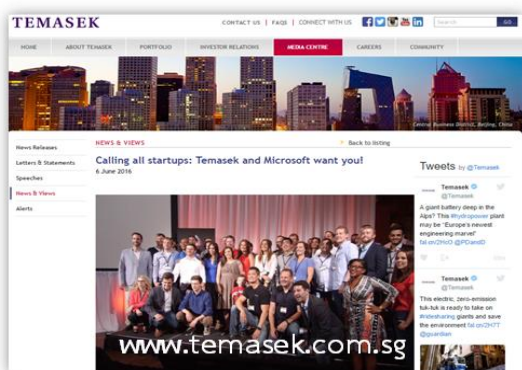 TEMASEK
CONTACT US | FAQS | CONNECT WITH US
Search GO
HOME ABOUT TEMASEK PORTFOLIO INVESTOR RELATIONS MEDIA CENTRE CAREERS COMMUNITY
Central Business District, Beijing, China
News Releases
Letters & Statements
Speeches
News & Views
Alerts
NEWS & VIEWS
Back to listing
Calling all startups: Temasek and Microsoft want you!
6 June 2016
www.temasek.com.sg
Tweets by @Temasek
Temasek
@Temasek
A giant battery deep in the
Alps? This #hydropower plant
may be "Europe's newest
engineering marvel"
@PDandD
Temasek
@Temasek
This electric, zero-emission
tuk-tuk is ready to take on
#ridesharing giants and save
the environment
@guardian